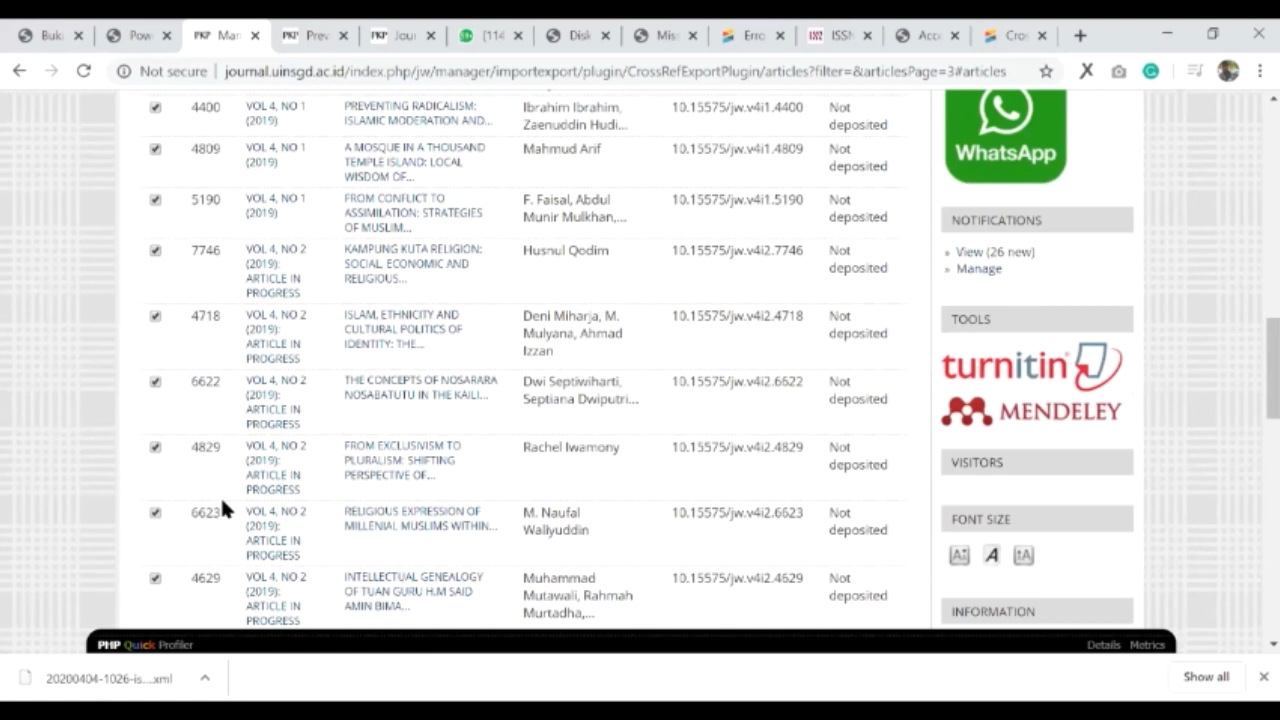 Buk
Pow
PKP Man
PKP Prev
PKP Jour
[114
Disk
Mis
Erro
ISSN
Acc
Cros
Not secure
journal.uinsgd.ac.id/index.php/jw/manager/importexport/plugin/CrossRefExportPlugin/articles?filter=&articlesPage=3#articles
4400 VOL 4, NO 1 PREVENTING RADICALISM: Ibrahim Ibrahim, 10.15575/jw.v4i1.4400 Not
(2019) ISLAMIC MODERATION AND... Zaenuddin Hudi... deposited
4809 VOL 4, NO 1 A MOSQUE IN A THOUSAND Mahmud Arif 10.15575/jw.v4i1.4809 Not
(2019) TEMPLE ISLAND: LOCAL deposited
WISDOM OF...
5190 VOL 4, NO 1 FROM CONFLICT TO F. Faisal, Abdul 10.15575/jw.v4i1.5190 Not
(2019) ASSIMILATION: STRATEGIES Munir Mulkhan,... deposited
OF MUSLIM...
7746 VOL 4, NO 2 KAMPUNG KUTA RELIGION: Husnul Qodim 10.15575/jw.v4i2.7746 Not
(2019): SOCIAL, ECONOMIC AND deposited
ARTICLE IN RELIGIOUS...
PROGRESS
4718 VOL 4, NO 2 ISLAM, ETHNICITY AND Deni Miharja, M. 10.15575/jw.v4i2.4718 Not
(2019): CULTURAL POLITICS OF Mulyana, Ahmad deposited
ARTICLE IN IDENTITY: THE... Izzan
PROGRESS
6622 VOL 4, NO 2 THE CONCEPTS OF NOSARARA Dwi Septiwiharti, 10.15575/jw.v4i2.6622 Not
(2019): NOSABATUTU IN THE KAILI... Septiana Dwiputri... deposited
ARTICLE IN
PROGRESS
4829 VOL 4, NO 2 FROM EXCLUSIVISM TO Rachel Iwamony 10.15575/jw.v4i2.4829 Not
(2019): PLURALISM: SHIFTING deposited
ARTICLE IN PERSPECTIVE OF...
PROGRESS
6623 VOL 4, NO 2 RELIGIOUS EXPRESSION OF M. Naufal 10.15575/jw.v4i2.6623 Not
(2019): MILLENIAL MUSLIMS WITHIN... Waliyuddin deposited
ARTICLE IN
PROGRESS
4629 VOL 4, NO 2 INTELLECTUAL GENEALOGY Muhammad 10.15575/jw.v4i2.4629 Not
(2019): OF TUAN GURU H.M SAID Mutawali, Rahmah deposited
ARTICLE IN AMIN BIMA... Murtadha,...
PROGRESS
WhatsApp
NOTIFICATIONS
» View (26 new)
» Manage
TOOLS
turnitin
MENDELEY
VISITORS
FONT SIZE
INFORMATION
PHP Quick Profiler
Details Metrics
20200404-1026-is....xml
Show all